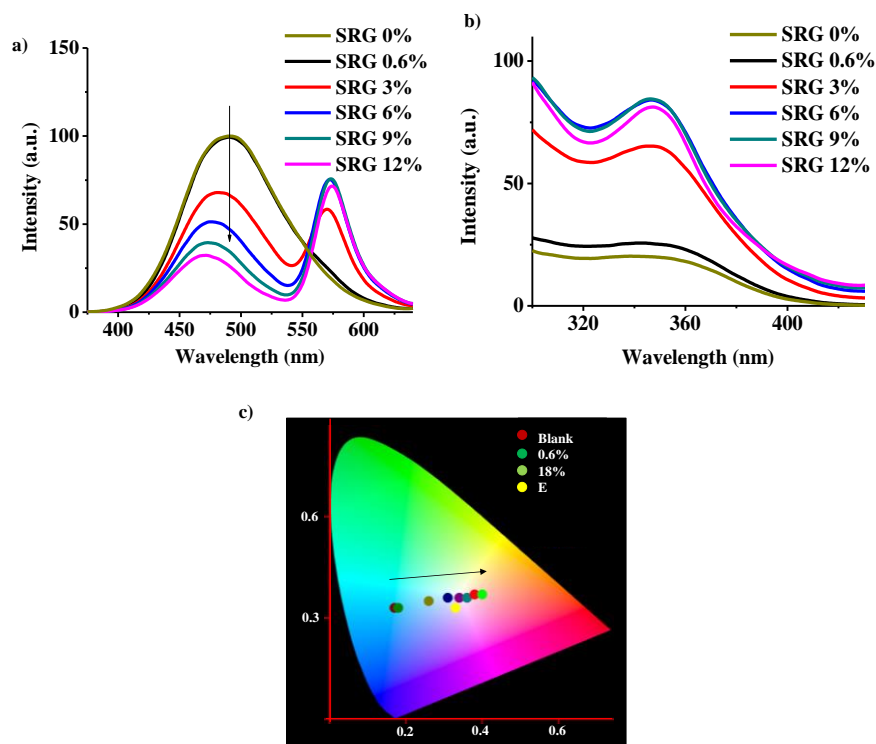 a)
150
100
50
0
400
450
500
550
600
Intensity (a.u.)
Wavelength (nm)
SRG 0%
SRG 0.6%
SRG 3%
SRG 6%
SRG 9%
SRG 12%
b)
100
50
0
320
360
400
Intensity (a.u.)
Wavelength (nm)
SRG 0%
SRG 0.6%
SRG 3%
SRG 6%
SRG 9%
SRG 12%
c)
Blank
0.6%
18%
E
0.6
0.3
0.2
0.4
0.6